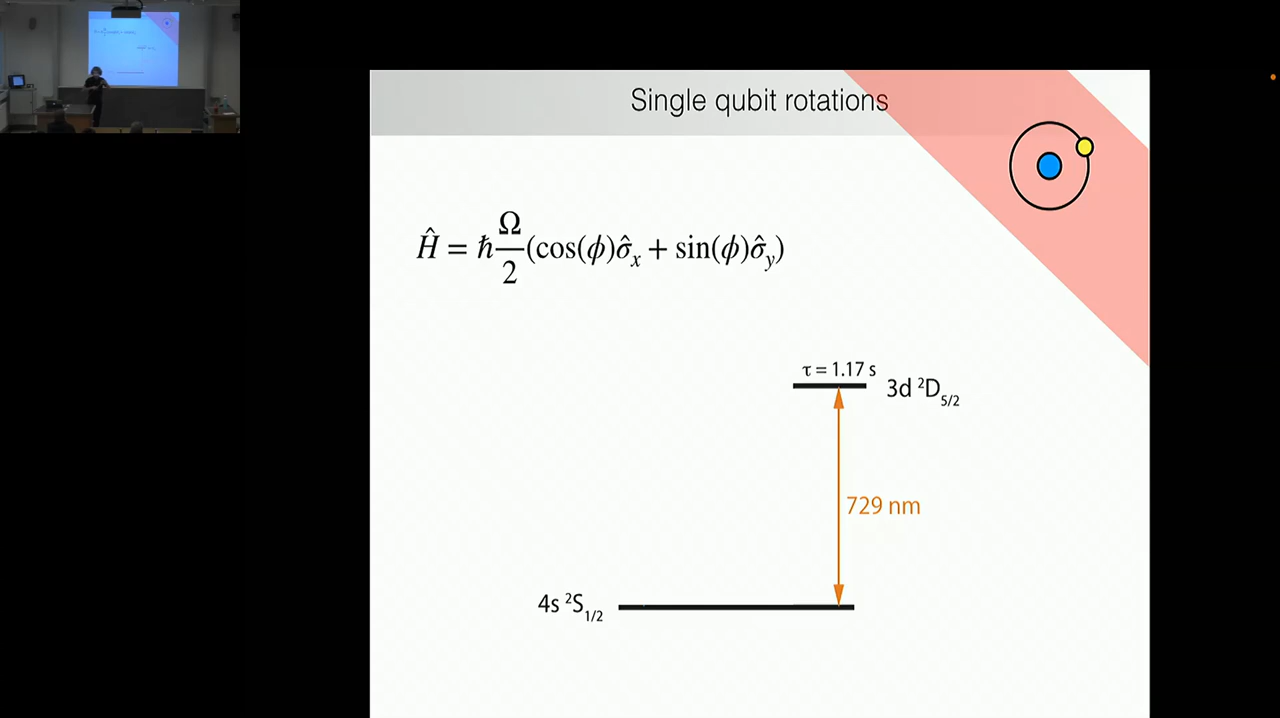 Single qubit rotations
Ĥ = ℏ Ω/2 (cos(ϕ)σ̂ₓ + sin(ϕ)σ̂ᵧ)
τ = 1.17 s
3d ²D₅/₂
729 nm
4s ²S₁/₂